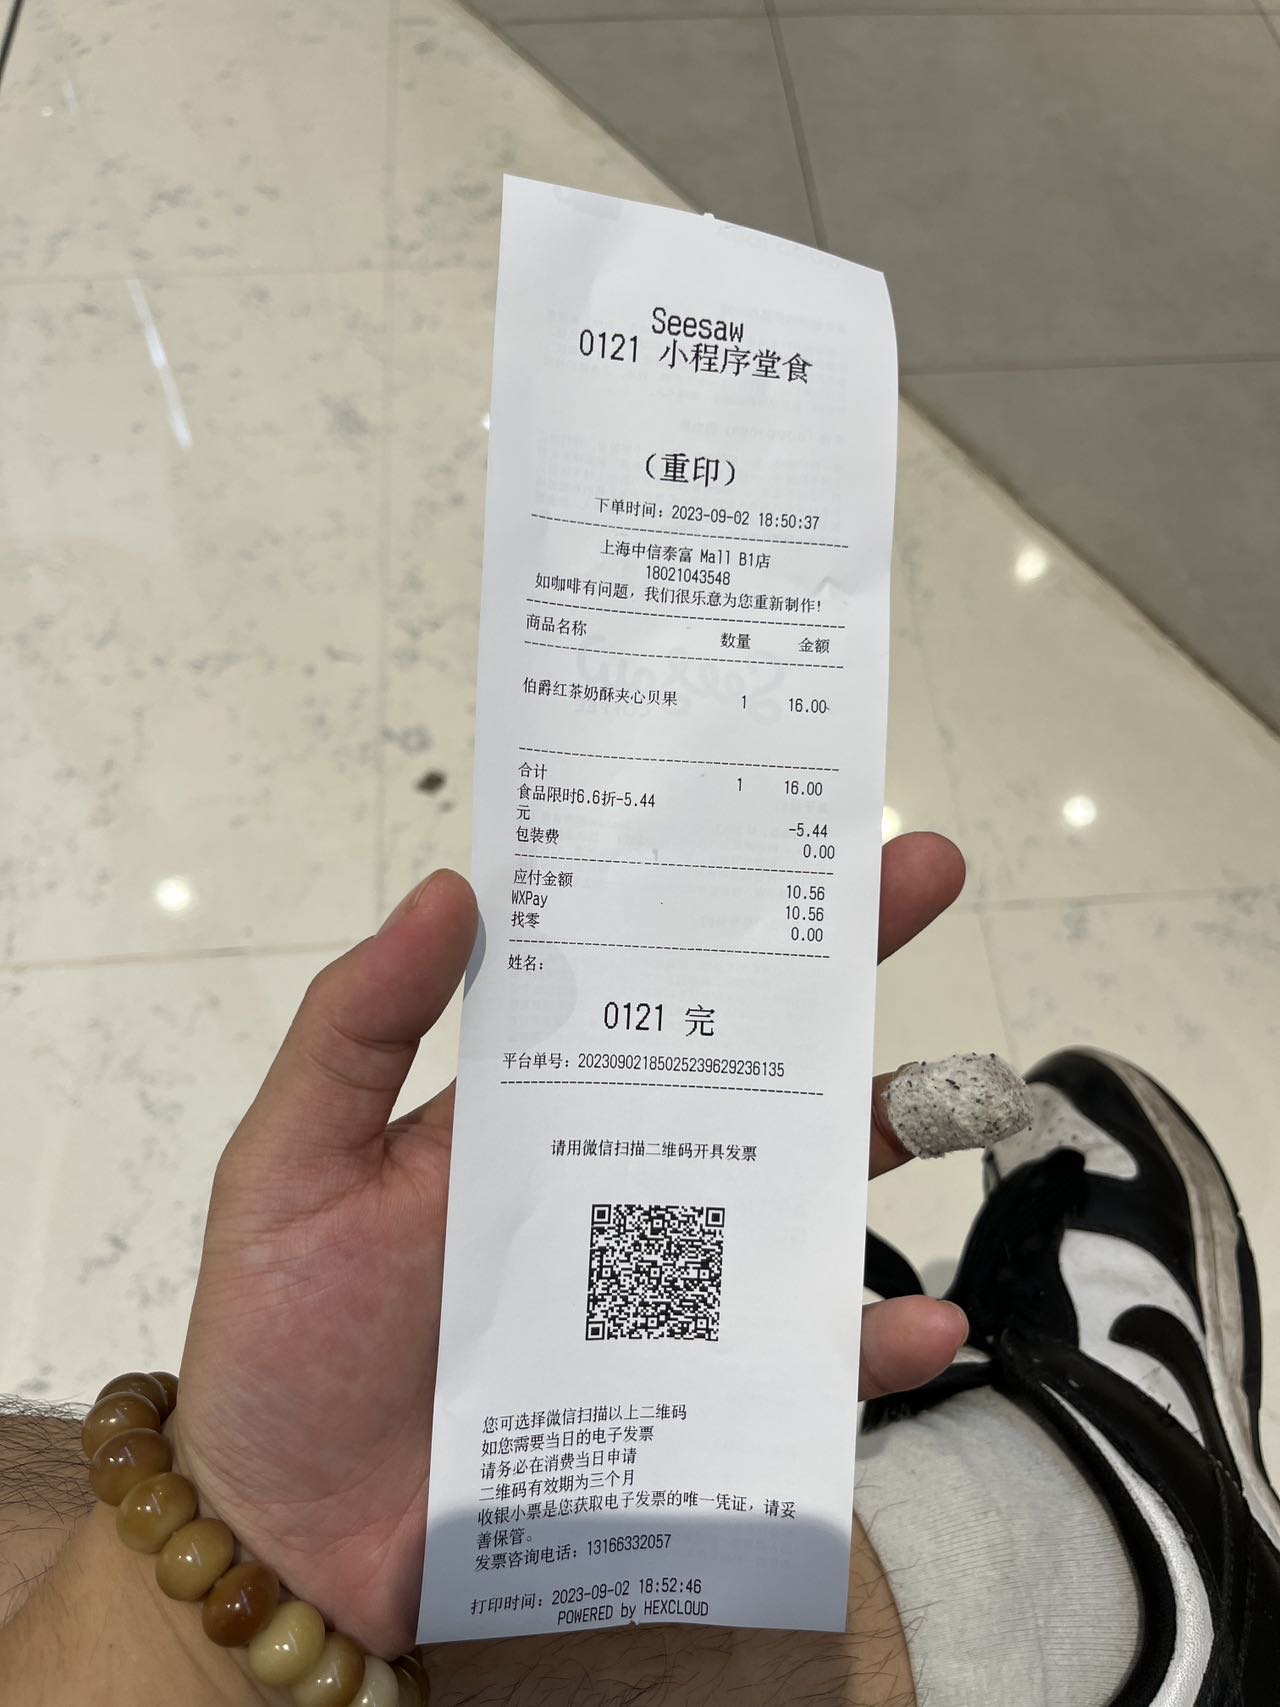 Seesaw
0121 小程序堂食
（重印）
下单时间：2023-09-02 18:50:37
上海中信泰富 Mall B1店
18021043548
如咖啡有问题，我们很乐意为您重新制作！
商品名称 数量 金额
伯爵红茶奶酥夹心贝果 1 16.00
合计 1 16.00
食品限时6.6折-5.44
元 -5.44
包装费 0.00
应付金额 10.56
WXPay 10.56
找零 0.00
姓名：
0121 完
平台单号：20230902185025239629236135
请用微信扫描二维码开具发票
您可选择微信扫描以上二维码
如您需要当日的电子发票
请务必在消费当日申请
二维码有效期为三个月
收银小票是您获取电子发票的唯一凭证，请妥
善保管。
发票咨询电话：13166332057
打印时间：2023-09-02 18:52:46
POWERED by HEXCLOUD